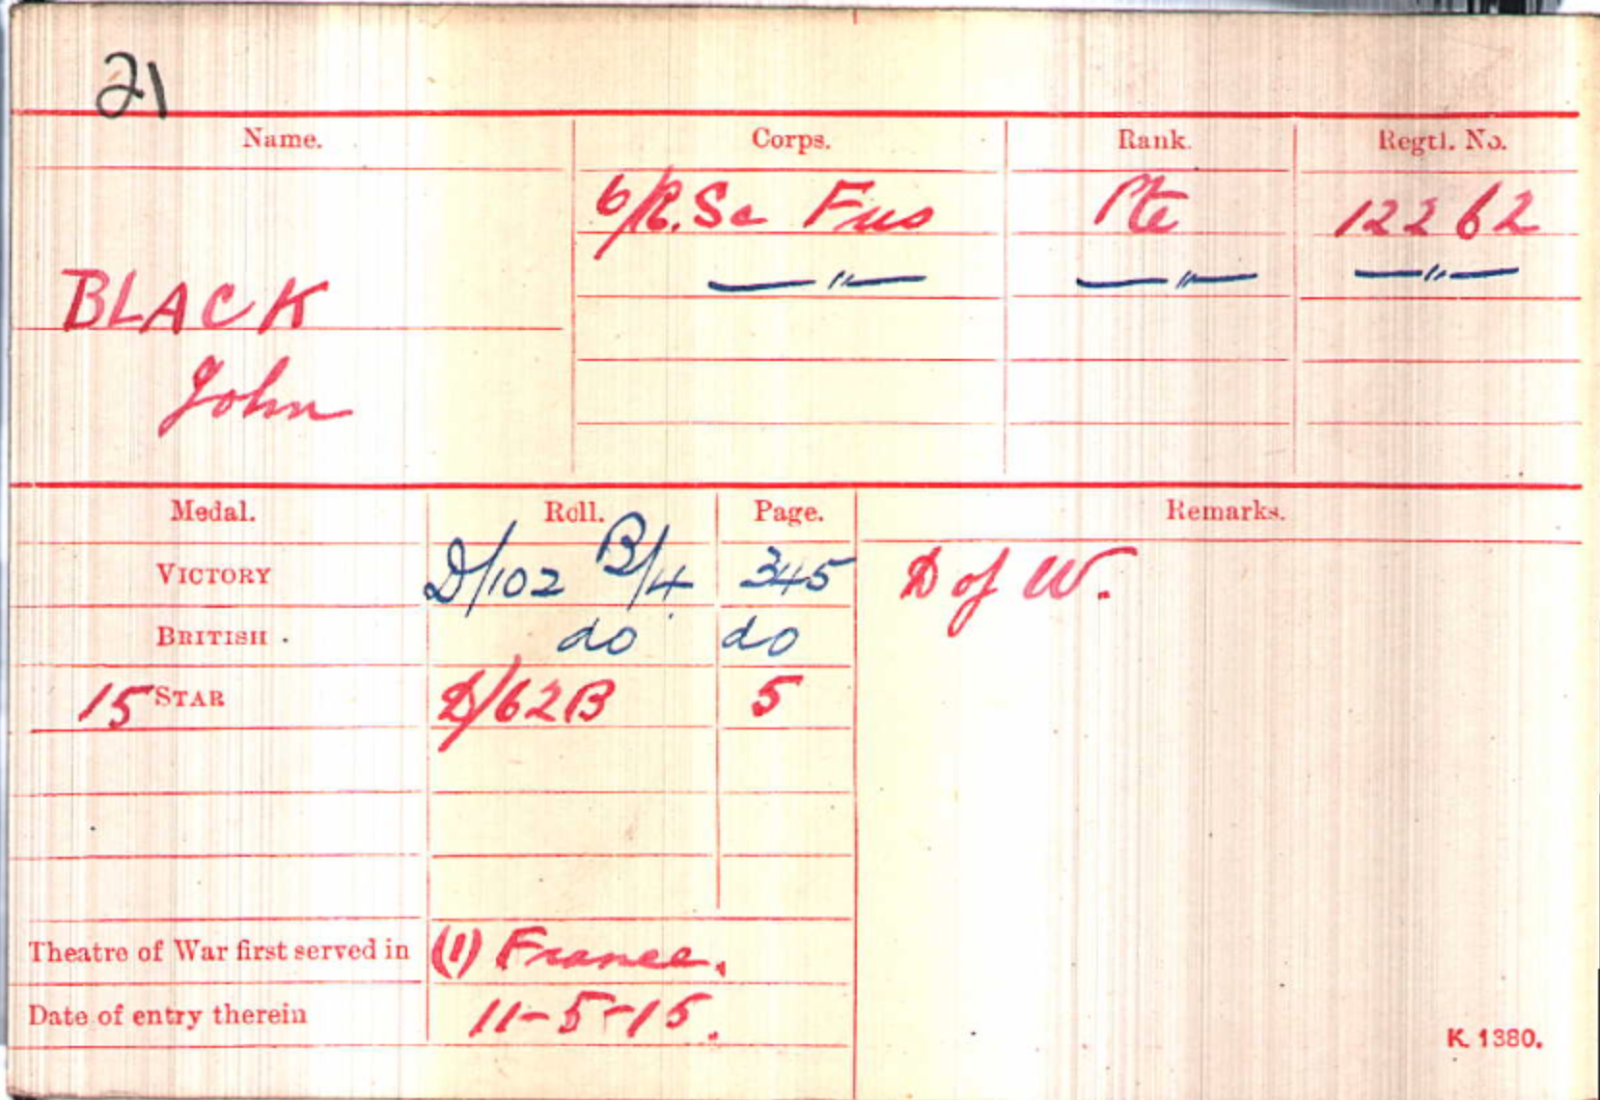 21
Name. Corps. Rank. Regtl. No.
6/R. Sc Fus Pte 12262
—"— —"— —"—
BLACK
John
Medal. Roll. Page. Remarks.
VICTORY D/102 B/4 345 D of W.
BRITISH do do
15 STAR D/62B 5
Theatre of War first served in (1) France.
Date of entry therein 11-5-15.
K. 1380.